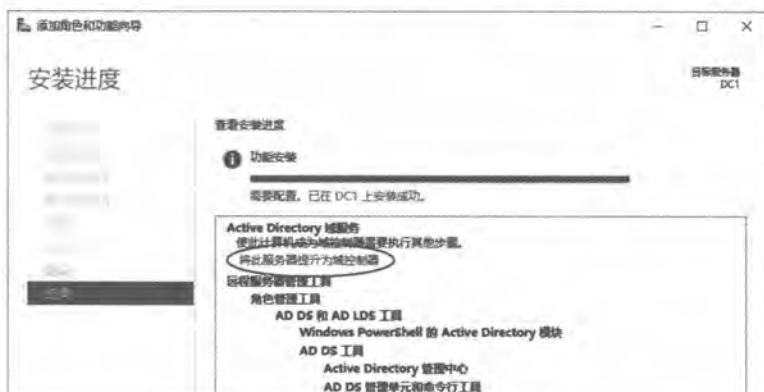 添加角色和功能向导
安装进度
目标服务器
DC1
查看安装进度
功能安装
需要配置。已在 DC1 上安装成功。
Active Directory 域服务
使此计算机成为域控制器需要执行其他步骤。
将此服务器提升为域控制器
远程服务器管理工具
角色管理工具
AD DS 和 AD LDS 工具
Windows PowerShell 的 Active Directory 模块
AD DS 工具
Active Directory 管理中心
AD DS 管理单元和命令行工具